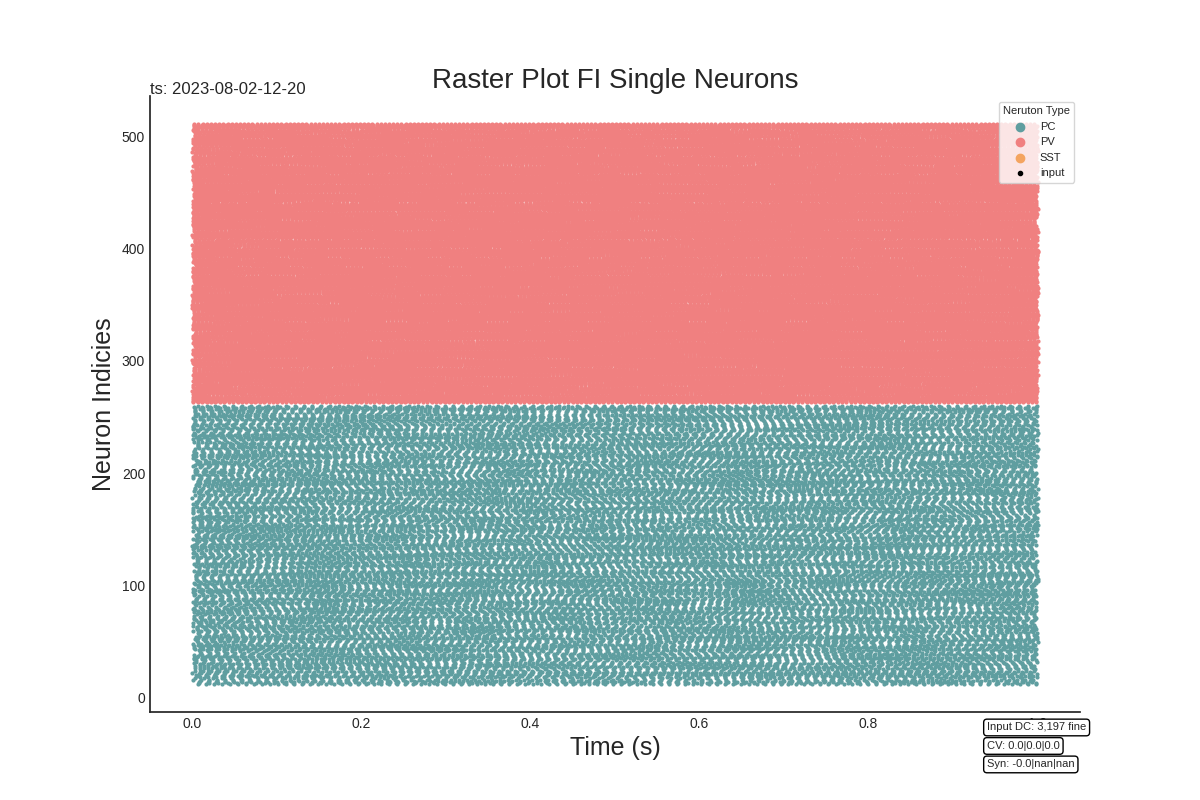 Raster Plot FI Single Neurons
ts: 2023-08-02-12-20
Neruton Type
PC
PV
SST
input
500
400
300
200
100
0
Neuron Indicies
0.0 0.2 0.4 0.6 0.8
Time (s)
Input DC: 3,197 fine
CV: 0.0|0.0|0.0
Syn: -0.0|nan|nan